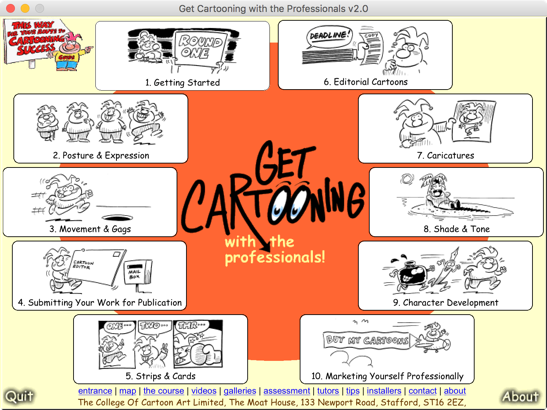 Get Cartooning with the Professionals v2.0
THIS WAY
FOR YOUR ROUTE TO
CARTOONING
SUCCESS
GUIDE
ROUND
ONE
1. Getting Started
DEADLINE!
COPY
6. Editorial Cartoons
2. Posture & Expression
7. Caricatures
3. Movement & Gags
8. Shade & Tone
GET
CARTOONING
with the
professionals!
CARTOON
EDITOR
MAIL
BOX
4. Submitting Your Work for Publication
9. Character Development
ONE...
TWO...
THR...
5. Strips & Cards
BUY MY CARTOONS
10. Marketing Yourself Professionally
Quit
entrance | map | the course | videos | galleries | assessment | tutors | tips | installers | contact | about
The College Of Cartoon Art Limited, The Moat House, 133 Newport Road, Stafford, ST16 2EZ,
About